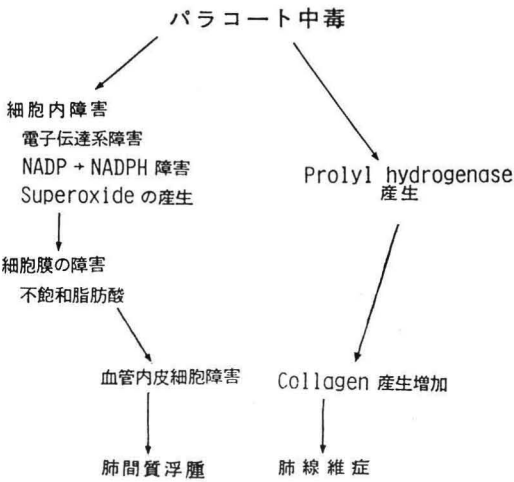 パラコート中毒
細胞内障害
電子伝達系障害
NADP→NADPH 障害
Superoxide の産生
Prolyl hydrogenase
産生
細胞膜の障害
不飽和脂肪酸
血管内皮細胞障害
Collagen 産生増加
肺間質浮腫
肺線維症